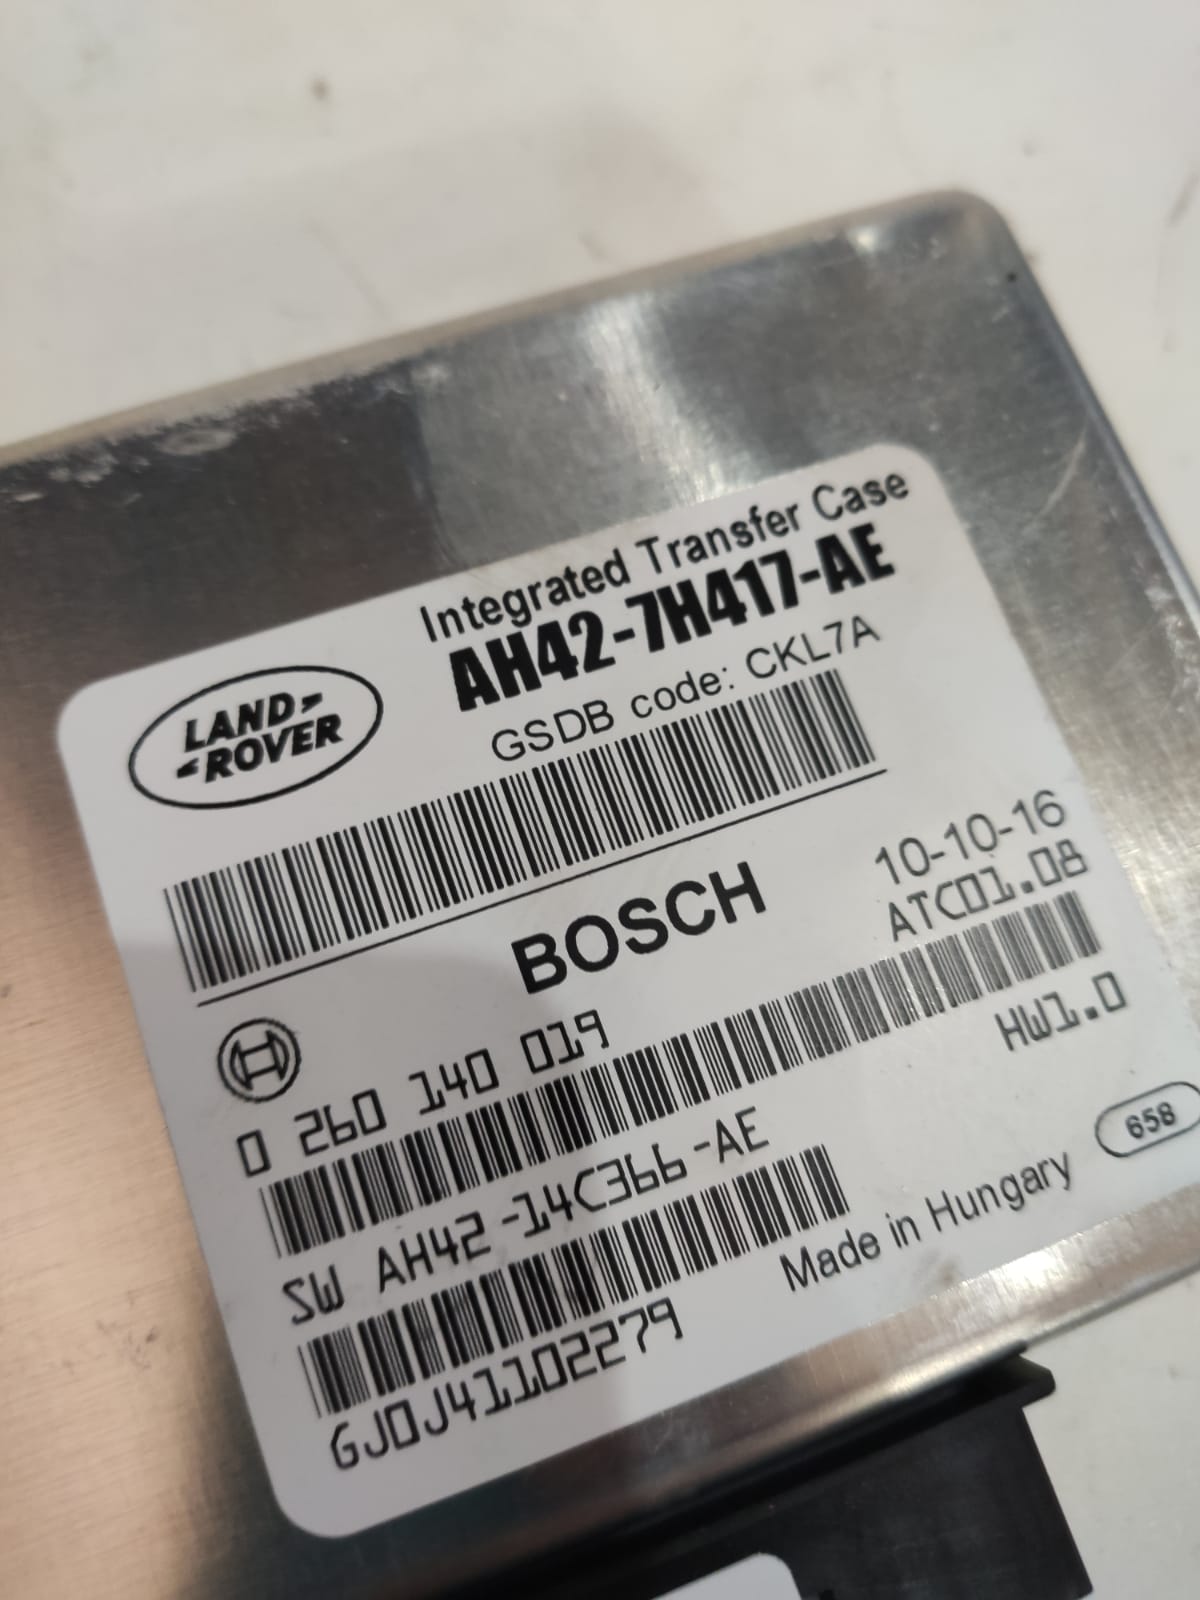 Integrated Transfer Case
AH42-7H417-AE
GSDB code: CKL7A
LAND
ROVER
BOSCH
10-10-16
ATC01.08
0 260 140 019
HW1.0
SW AH42-14C366-AE
658
Made in Hungary
GJ0J41102279